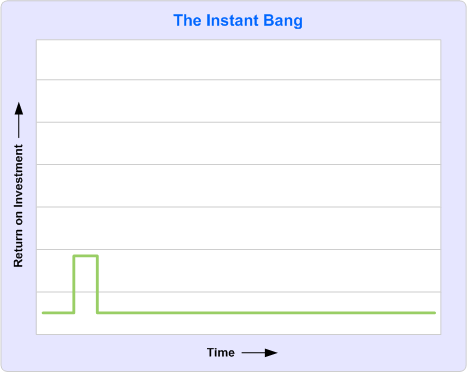 The Instant Bang
Return on Investment
Time